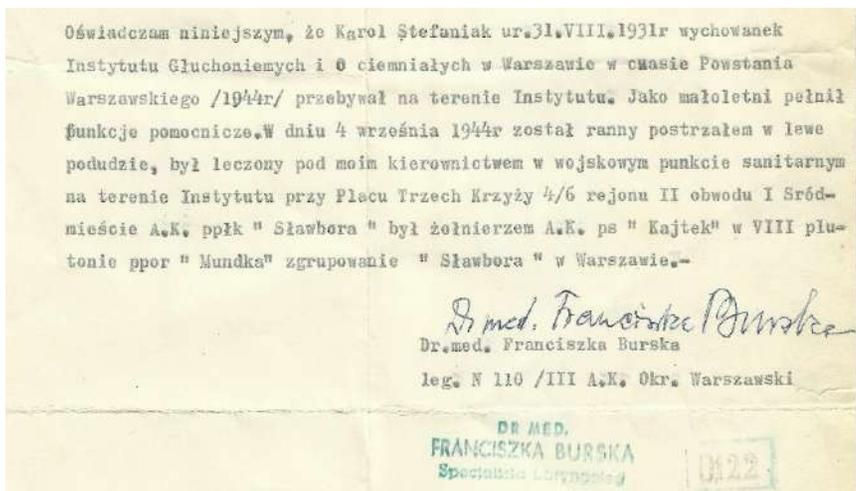 Oświadczam niniejszym, że Karol Stefaniak ur.31.VIII.1931r wychowanek
Instytutu Głuchoniemych i O ciemniałych w Warszawie w czasie Powstania
Warszawskiego /1944r/ przebywał na terenie Instytutu. Jako małoletni pełnił
funkcje pomocnicze.W dniu 4 września 1944r został ranny postrzałem w lewe
podudzie, był leczony pod moim kierownictwem w wojskowym punkcie sanitarnym
na terenie Instytutu przy Placu Trzech Krzyży 4/6 rejonu II obwodu I Sród-
mieście A.K. ppłk " Sławbora " był żołnierzem A.K. ps " Kajtek" w VIII plu-
tonie ppor " Mundka" zgrupowanie " Sławbora " w Warszawie.-
Dr med. Franciszka Burska
Dr.med. Franciszka Burska
leg. N 110 /III A.K. Okr. Warszawski
DR MED.
FRANCISZKA BURSKA
Specjalista